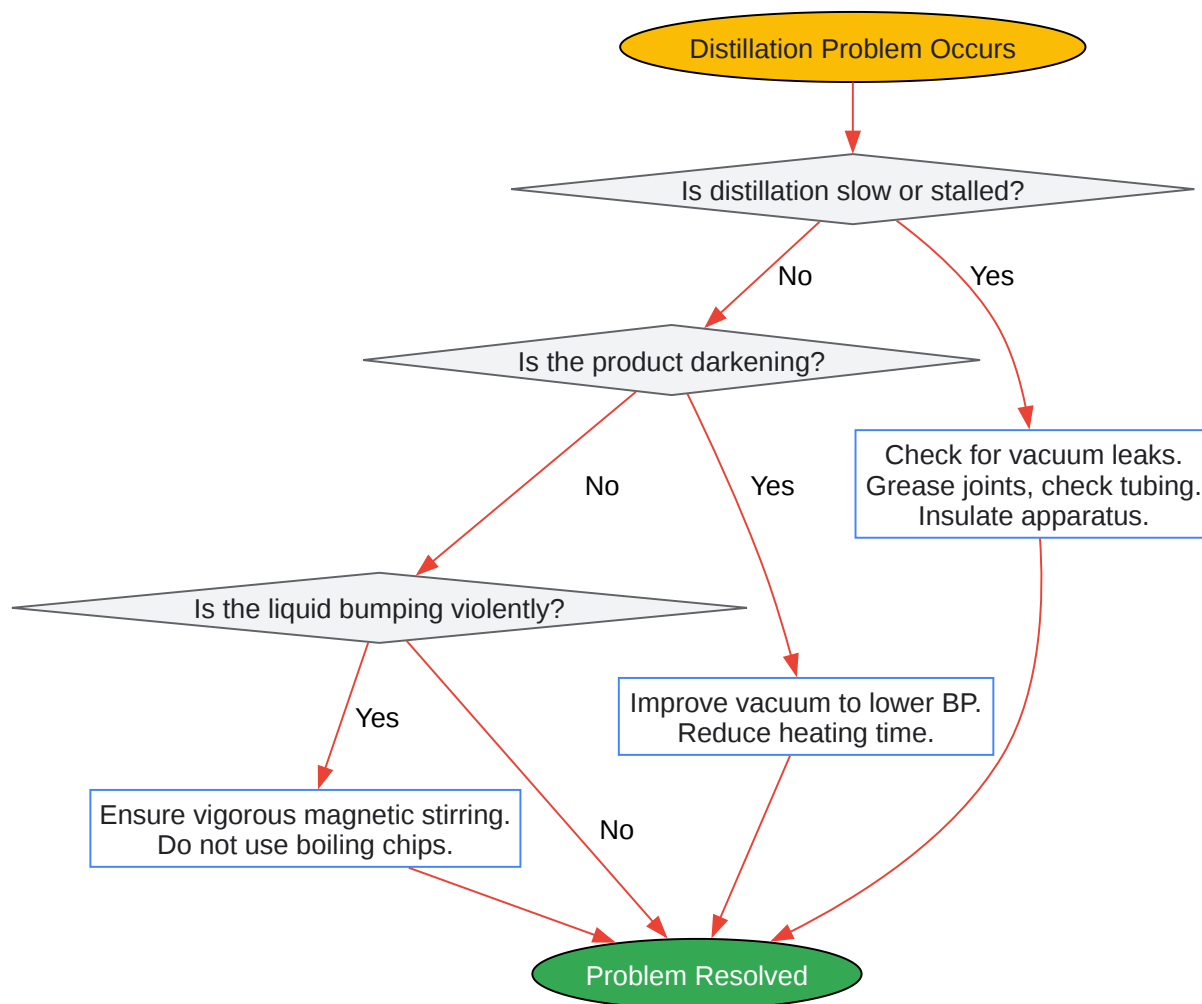 Distillation Problem Occurs
Is distillation slow or stalled?
No
Yes
Is the product darkening?
Check for vacuum leaks.
Grease joints, check tubing.
Insulate apparatus.
No
Yes
Is the liquid bumping violently?
Improve vacuum to lower BP.
Reduce heating time.
Yes
Ensure vigorous magnetic stirring.
Do not use boiling chips.
No
Problem Resolved